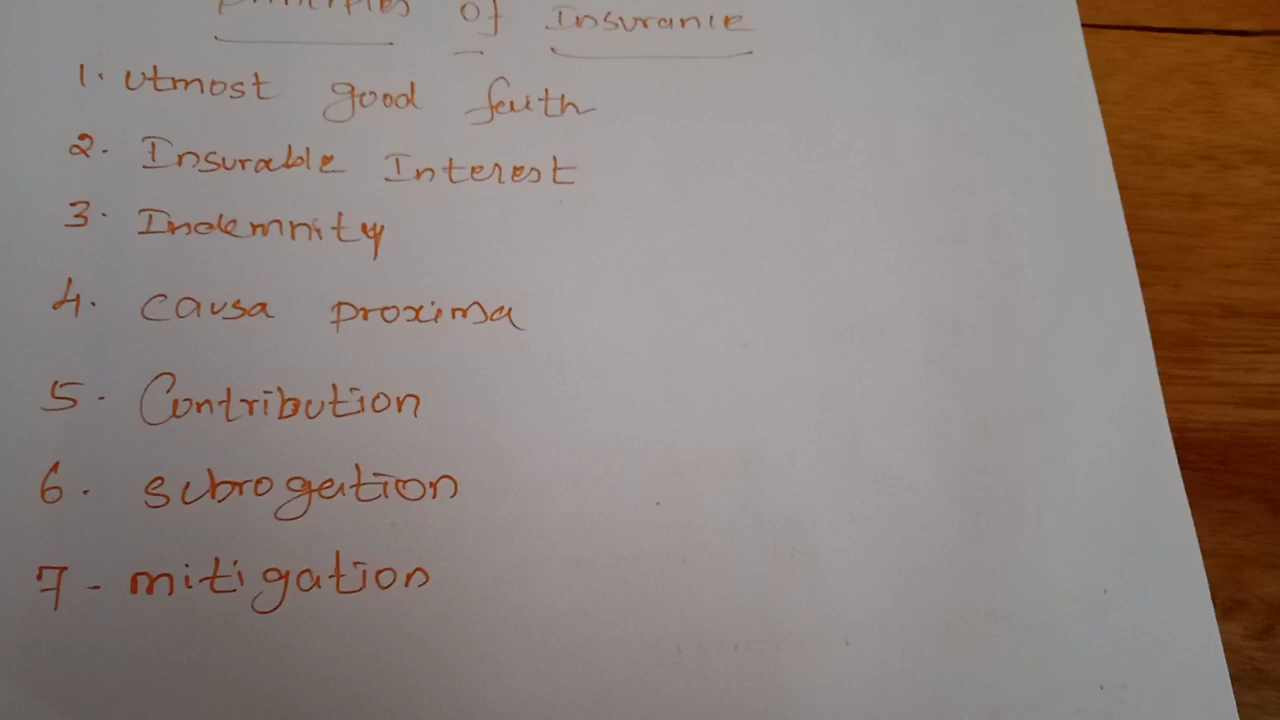 Principles of Insurance
1. Utmost good faith
2. Insurable Interest
3. Indemnity
4. causa proxima
5. Contribution
6. subrogation
7 - mitigation